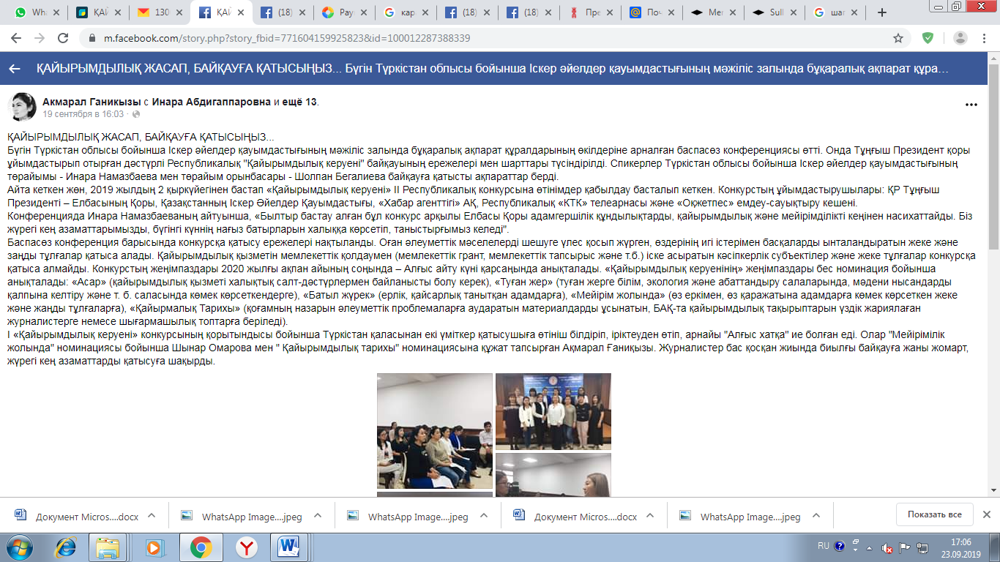 Wha
ҚАЙ
130
ҚАЙ
(18)
Payı
кар
(18)
(18
Пре
Поч
Mer
Sull
шаг
m.facebook.com/story.php?story_fbid=771604159925823&id=100012287388339
ҚАЙЫРЫМДЫЛЫҚ ЖАСАП, БАЙҚАУҒА ҚАТЫСЫҢЫЗ... Бүгін Түркістан облысы бойынша Іскер әйелдер қауымдастығының мәжіліс залында бұқаралық ақпарат құра...
Акмарал Ганикызы с Инара Абдигаппаровна и ещё 13.
19 сентября в 16:03 ·
ҚАЙЫРЫМДЫЛЫҚ ЖАСАП, БАЙҚАУҒА ҚАТЫСЫҢЫЗ...
Бүгін Түркістан облысы бойынша Іскер әйелдер қауымдастығының мәжіліс залында бұқаралық ақпарат құралдарының өкілдеріне арналған баспасөз конференциясы өтті. Онда Тұңғыш Президент қоры
ұйымдастырып отырған дәстүрлі Республикалық "Қайырымдылық керуені" байқауының ережелері мен шарттары түсіндірілді. Спикерлер Түркістан облысы бойынша Іскер әйелдер қауымдастығының
төрайымы - Инара Намазбаева мен төрайым орынбасары - Шолпан Бегалиева байқауға қатысты ақпараттар берді.
Айта кеткен жөн, 2019 жылдың 2 қыркүйегінен бастап «Қайырымдылық керуені» ІІ Республикалық конкурсына өтінімдер қабылдау басталып кеткен. Конкурстың ұйымдастырушылары: ҚР Тұңғыш
Президенті – Елбасының Қоры, Қазақстанның Іскер Әйелдер Қауымдастығы, «Хабар агенттігі» АҚ, Республикалық «КТК» телеарнасы және «Оқжетпес» емдеу-сауықтыру кешені.
Конференцияда Инара Намазбаеваның айтуынша, «Былтыр бастау алған бұл конкурс арқылы Елбасы Қоры адамгершілік құндылықтарды, қайырымдылық және мейірімділікті кеңінен насихаттайды. Біз
жүрегі кең азаматтарымызды, бүгінгі күннің нағыз батырларын халыққа көрсетіп, таныстырғымыз келеді".
Баспасөз конференция барысында конкурсқа қатысу ережелері нақтыланды. Оған әлеуметтік мәселелерді шешуге үлес қосып жүрген, өздерінің игі істерімен басқаларды ынталандыратын жеке және
заңды тұлғалар қатыса алады. Қайырымдылық қызметін мемлекеттік қолдаумен (мемлекеттік грант, мемлекеттік тапсырыс және т.б.) іске асыратын кәсіпкерлік субъектілер және жеке тұлғалар конкурсқа
қатыса алмайды. Конкурстың жеңімпаздары 2020 жылғы ақпан айының соңында – Алғыс айту күні қарсаңында анықталады. «Қайырымдылық керуенінің» жеңімпаздары бес номинация бойынша
анықталады: «Асар» (қайырымдылық қызметі халықтық салт-дәстүрлермен байланысты болу керек), «Туған жер» (туған жерге білім, экология және абаттандыру салаларында, мәдени нысандарды
қалпына келтіру және т. б. саласында көмек көрсеткендерге), «Батыл жүрек» (ерлік, қайсарлық танытқан адамдарға), «Мейірім жолында» (өз еркімен, өз қаражатына адамдарға көмек көрсеткен жеке
және жаңды тұлғаларға), «Қайырмалық Тарихы» (қоғамның назарын әлеуметтік проблемаларға аударатын материалдарды ұсынатын, БАҚ-та қайырымдылық тақырыптарын үздік жариялаған
журналистерге немесе шығармашылық топтарға беріледі).
І «Қайырымдылық керуені» конкурсының қорытындысы бойынша Түркістан қаласынан екі үміткер қатысушыға өтініш білдіріп, іріктеуден өтіп, арнайы "Алғыс хатқа" ие болған еді. Олар "Мейірімілік
жолында" номинациясы бойынша Шынар Омарова мен " Қайырымдылық тарихы" номинациясына құжат тапсырған Ақмарал Ғаниқызы. Журналистер бас қосқан жиында биылғы байқауға жаны жомарт,
жүрегі кең азаматтарды қатысуға шақырды.
Документ Micros....docx
WhatsApp Image....jpeg
WhatsApp Image....jpeg
Документ Micros....docx
WhatsApp Image....jpeg
Показать все
RU
17:06
23.09.2019